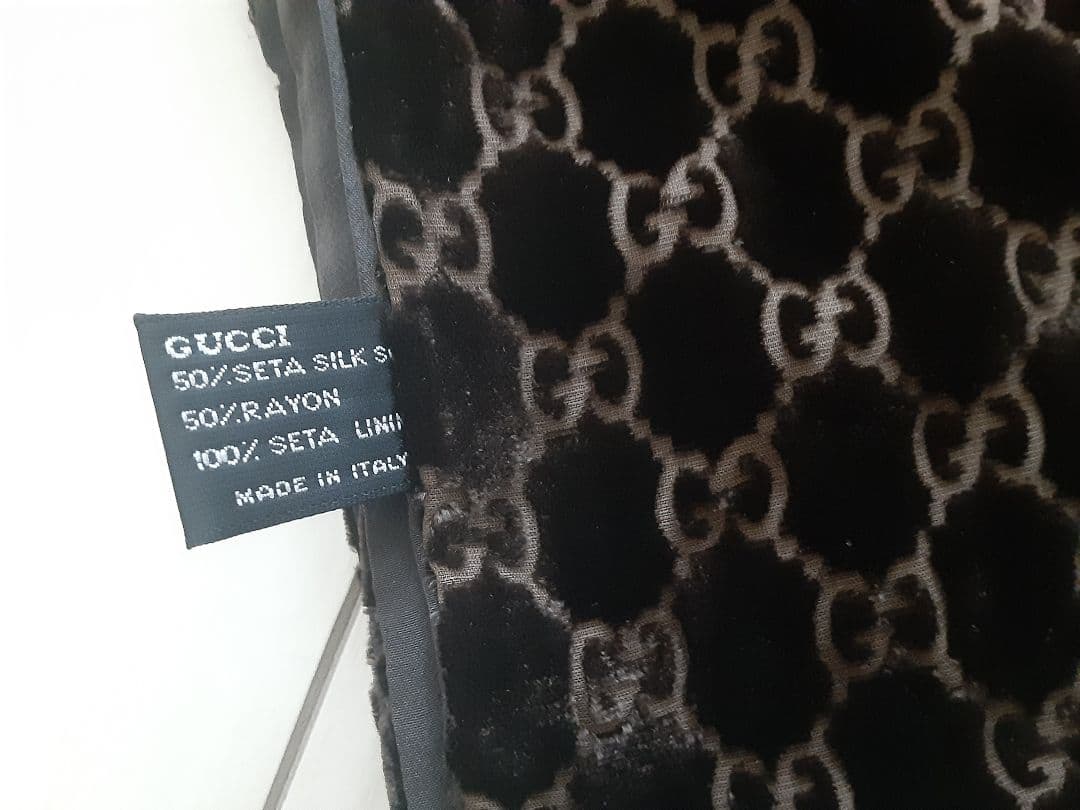 GUCCI
50% SETA SILK
50% RAYON
100% SETA
MADE IN ITALY